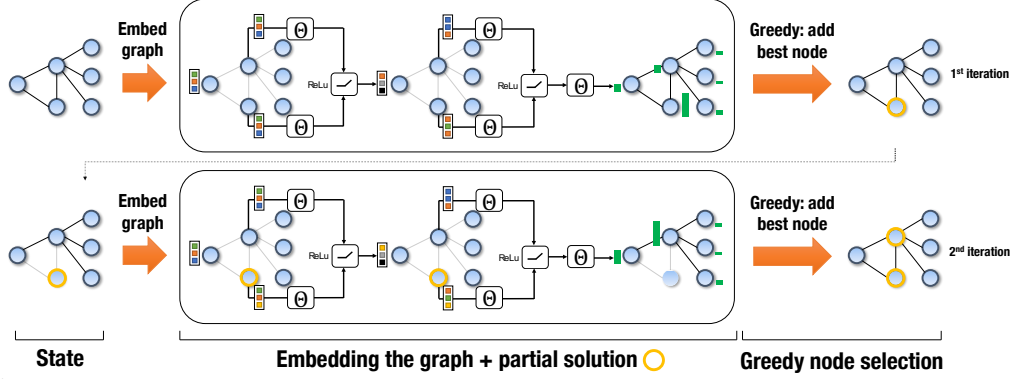 Embed
graph
Θ
Θ
ReLu
Θ
Θ
ReLu
Θ
Greedy: add
best node
1st iteration
Embed
graph
Θ
Θ
ReLu
Θ
Θ
ReLu
Θ
Greedy: add
best node
2nd iteration
State
Embedding the graph + partial solution
Greedy node selection